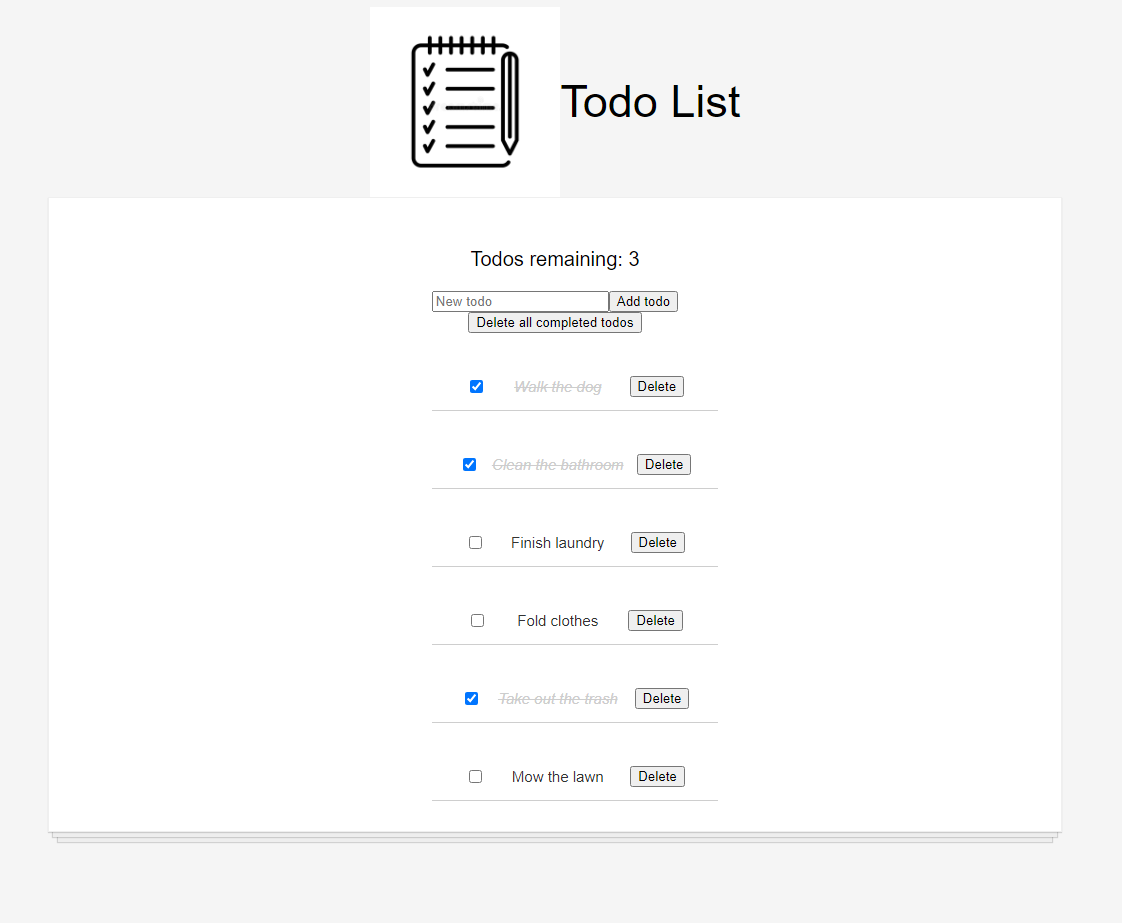 Todo List
Todos remaining: 3
New todo Add todo
Delete all completed todos
Walk the dog Delete
Clean the bathroom Delete
Finish laundry Delete
Fold clothes Delete
Take out the trash Delete
Mow the lawn Delete